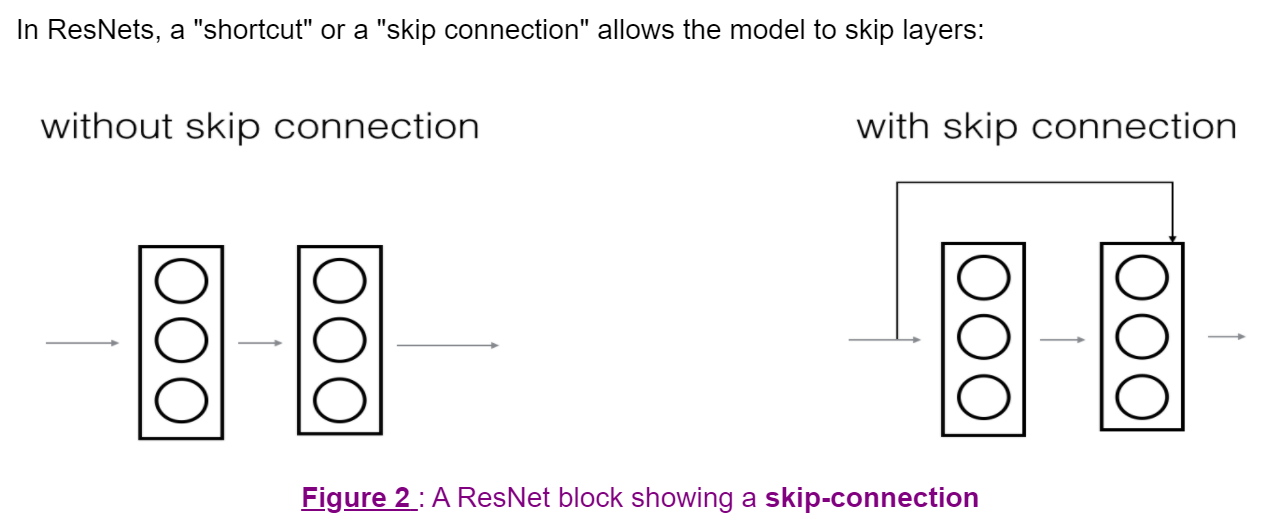 In ResNets, a "shortcut" or a "skip connection" allows the model to skip layers:
without skip connection
with skip connection
Figure 2 : A ResNet block showing a skip-connection